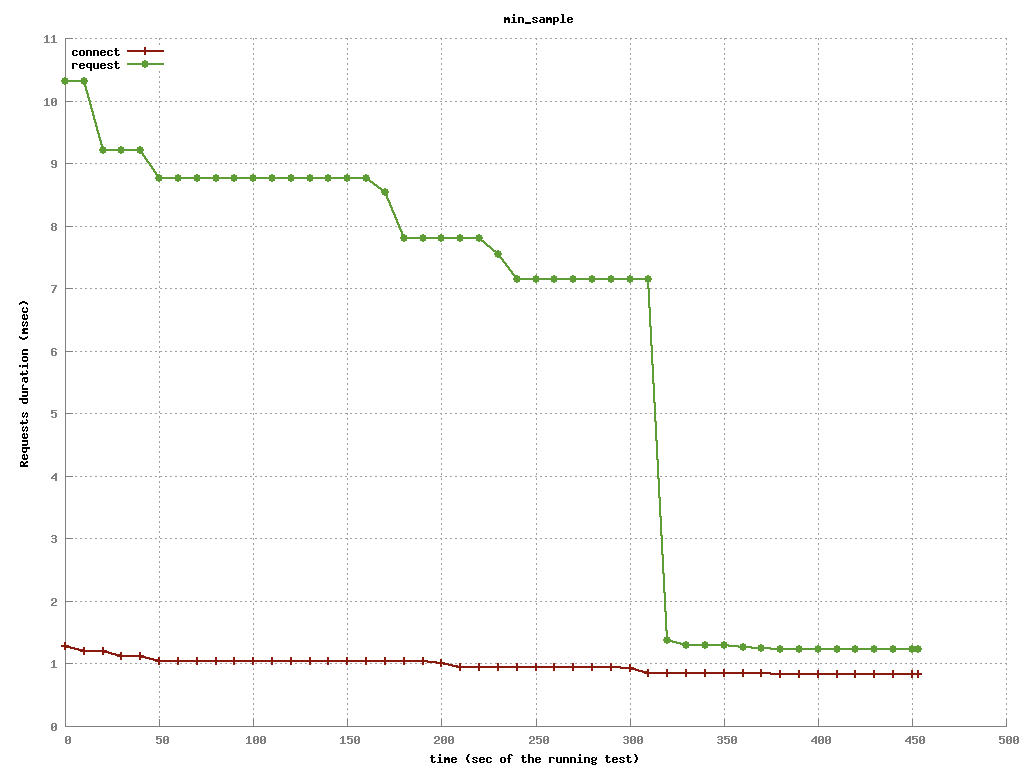 min_sample
connect
request
11
10
9
8
7
6
5
4
3
2
1
0
Requests duration (msec)
0 50 100 150 200 250 300 350 400 450 500
time (sec of the running test)